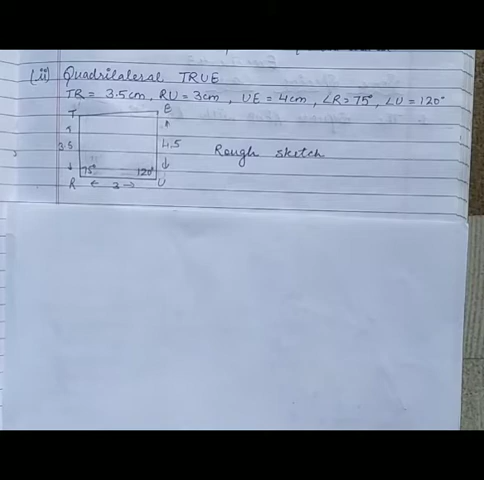 (ii) Quadrilateral TRUE
TR = 3.5cm, RU = 3cm, UE = 4cm, ∠R = 75°, ∠U = 120°
T E
3.5 4.5 Rough sketch
75° 120°
R ← 3 → U